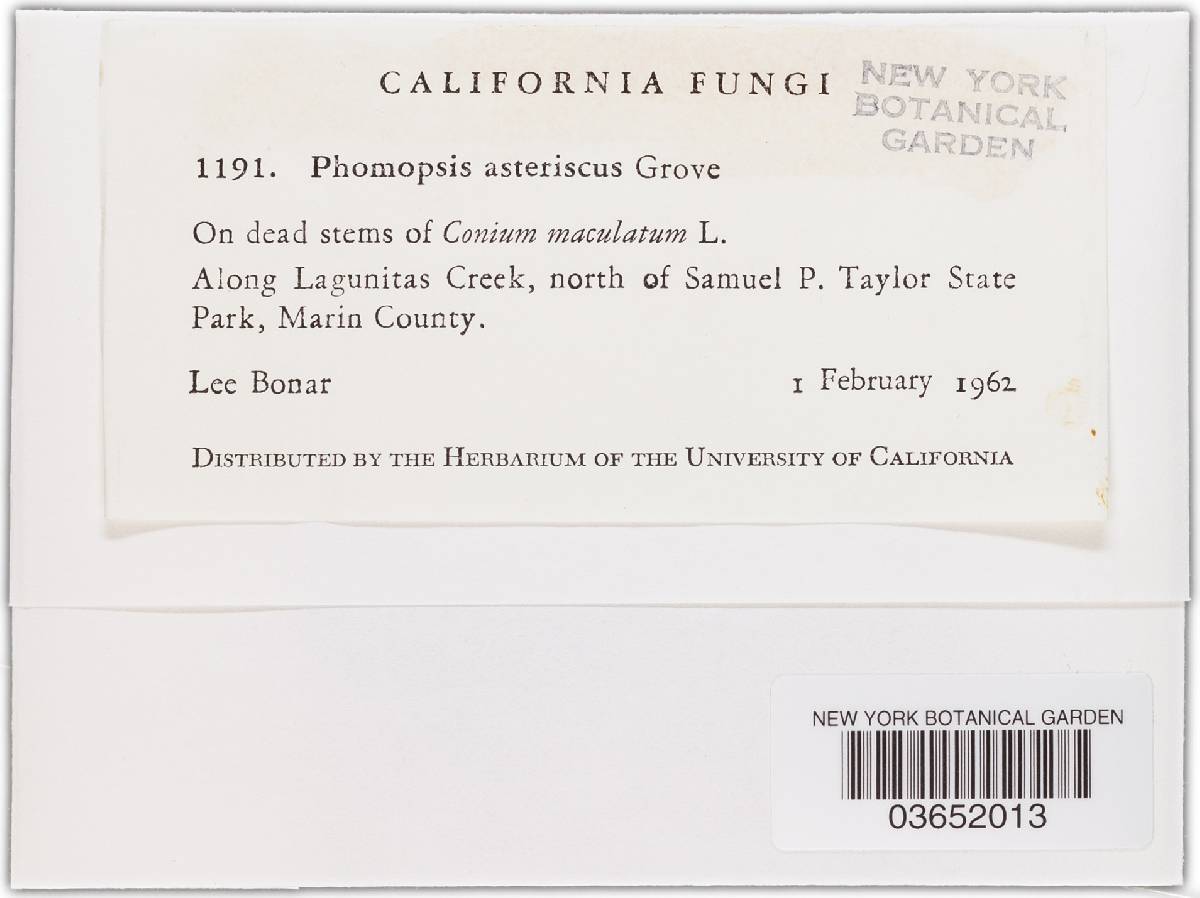 CALIFORNIA FUNGI
NEW YORK
BOTANICAL
GARDEN
1191. Phomopsis asteriscus Grove
On dead stems of Conium maculatum L.
Along Lagunitas Creek, north of Samuel P. Taylor State
Park, Marin County.
Lee Bonar 1 February 1962
DISTRIBUTED BY THE HERBARIUM OF THE UNIVERSITY OF CALIFORNIA
NEW YORK BOTANICAL GARDEN
03652013